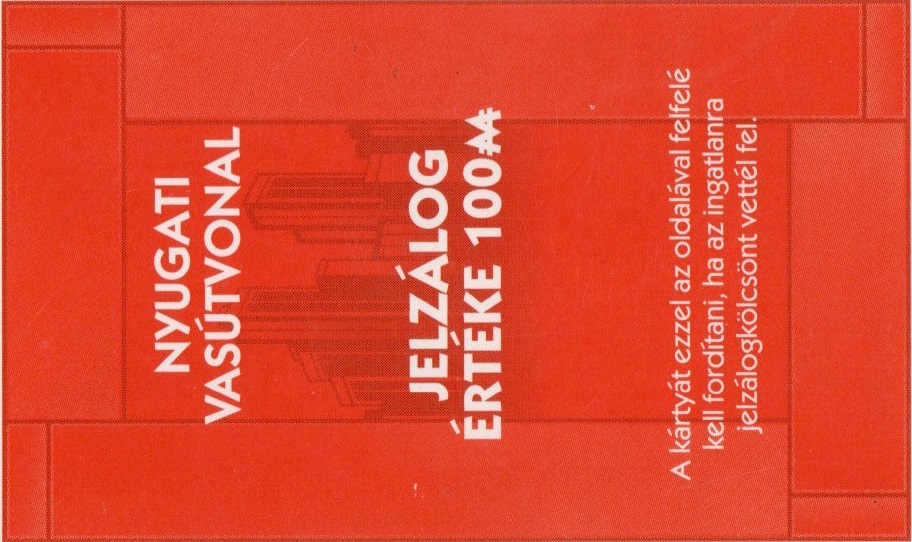 NYUGATI
VASÚTVONAL
JELZÁLOG
ÉRTÉKE 100₳
A kártyát ezzel az oldalával felfelé
kell fordítani, ha az ingatlanra
jelzálogkölcsönt vettél fel.